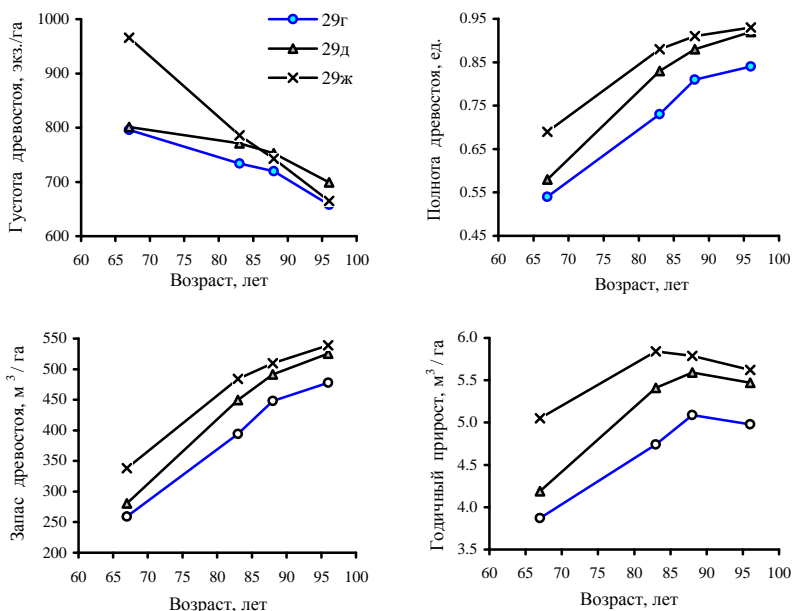 Густота древостоя, экз./га
1000
900
800
700
600
60 65 70 75 80 85 90 95 100
Возраст, лет
29г
29д
29ж
Полнота древостоя, ед.
0.95
0.85
0.75
0.65
0.55
0.45
60 65 70 75 80 85 90 95 100
Возраст, лет
Запас древостоя, м³/ га
550
500
450
400
350
300
250
200
60 65 70 75 80 85 90 95 100
Возраст, лет
Годичный прирост, м³/ га
6.0
5.5
5.0
4.5
4.0
3.5
60 65 70 75 80 85 90 95 100
Возраст, лет